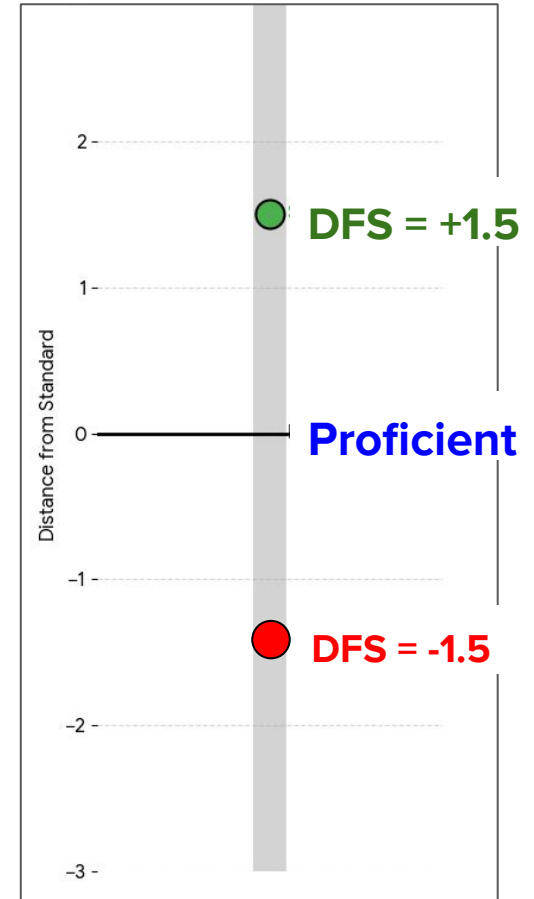 2
DFS = +1.5
1
Distance from Standard
0
Proficient
–1
DFS = -1.5
–2
–3